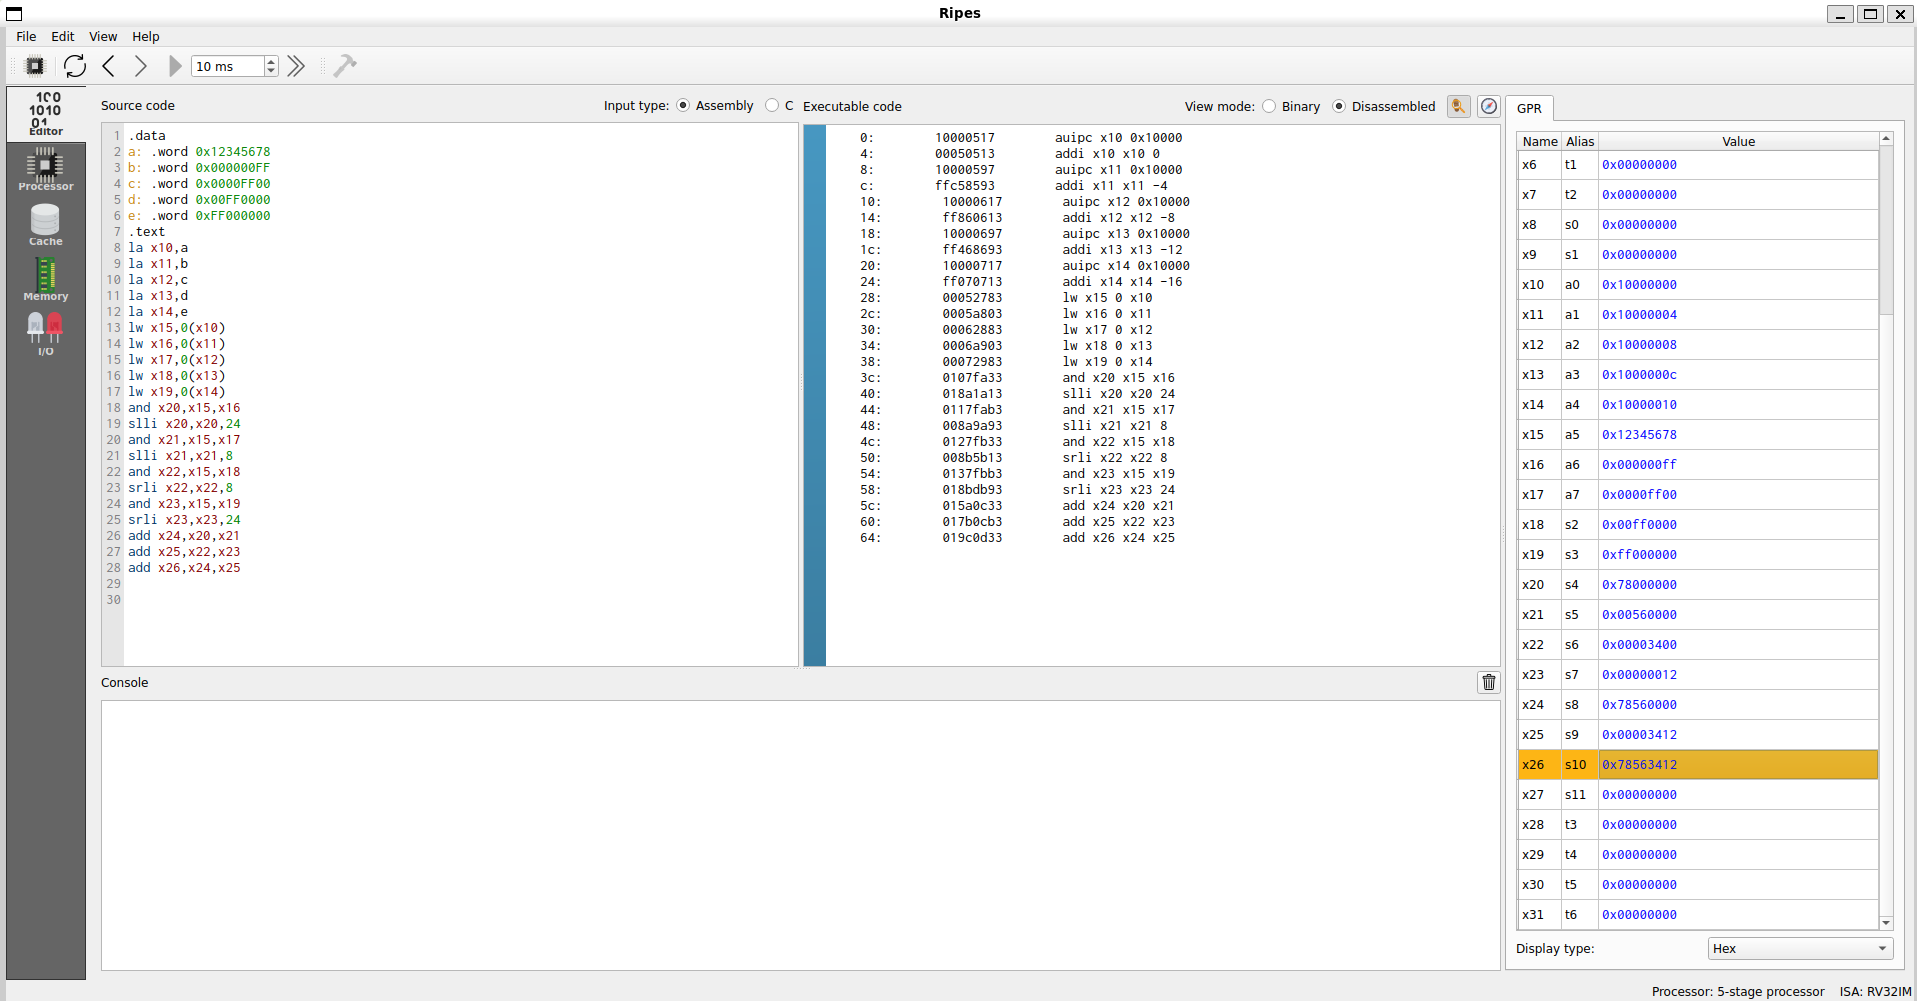 Ripes
File Edit View Help
10 ms
Editor
Processor
Cache
Memory
I/O
Source code
Input type: Assembly C
1 .data
2 a: .word 0x12345678
3 b: .word 0x000000FF
4 c: .word 0x0000FF00
5 d: .word 0x00FF0000
6 e: .word 0xFF000000
7 .text
8 la x10,a
9 la x11,b
10 la x12,c
11 la x13,d
12 la x14,e
13 lw x15,0(x10)
14 lw x16,0(x11)
15 lw x17,0(x12)
16 lw x18,0(x13)
17 lw x19,0(x14)
18 and x20,x15,x16
19 slli x20,x20,24
20 and x21,x15,x17
21 slli x21,x21,8
22 and x22,x15,x18
23 srli x22,x22,8
24 and x23,x15,x19
25 srli x23,x23,24
26 add x24,x20,x21
27 add x25,x22,x23
28 add x26,x24,x25
29
30
Executable code
View mode: Binary Disassembled
0: 10000517 auipc x10 0x10000
4: 00050513 addi x10 x10 0
8: 10000597 auipc x11 0x10000
c: ffc58593 addi x11 x11 -4
10: 10000617 auipc x12 0x10000
14: ff860613 addi x12 x12 -8
18: 10000697 auipc x13 0x10000
1c: ff468693 addi x13 x13 -12
20: 10000717 auipc x14 0x10000
24: ff070713 addi x14 x14 -16
28: 00052783 lw x15 0 x10
2c: 0005a803 lw x16 0 x11
30: 00062883 lw x17 0 x12
34: 0006a903 lw x18 0 x13
38: 00072983 lw x19 0 x14
3c: 0107fa33 and x20 x15 x16
40: 018a1a13 slli x20 x20 24
44: 0117fab3 and x21 x15 x17
48: 008a9a93 slli x21 x21 8
4c: 0127fb33 and x22 x15 x18
50: 008b5b13 srli x22 x22 8
54: 0137fbb3 and x23 x15 x19
58: 018bdb93 srli x23 x23 24
5c: 015a0c33 add x24 x20 x21
60: 017b0cb3 add x25 x22 x23
64: 019c0d33 add x26 x24 x25
Console
GPR
Name Alias Value
x6 t1 0x00000000
x7 t2 0x00000000
x8 s0 0x00000000
x9 s1 0x00000000
x10 a0 0x10000000
x11 a1 0x10000004
x12 a2 0x10000008
x13 a3 0x1000000c
x14 a4 0x10000010
x15 a5 0x12345678
x16 a6 0x000000ff
x17 a7 0x0000ff00
x18 s2 0x00ff0000
x19 s3 0xff000000
x20 s4 0x78000000
x21 s5 0x00560000
x22 s6 0x00003400
x23 s7 0x00000012
x24 s8 0x78560000
x25 s9 0x00003412
x26 s10 0x78563412
x27 s11 0x00000000
x28 t3 0x00000000
x29 t4 0x00000000
x30 t5 0x00000000
x31 t6 0x00000000
Display type: Hex
Processor: 5-stage processor ISA: RV32IM